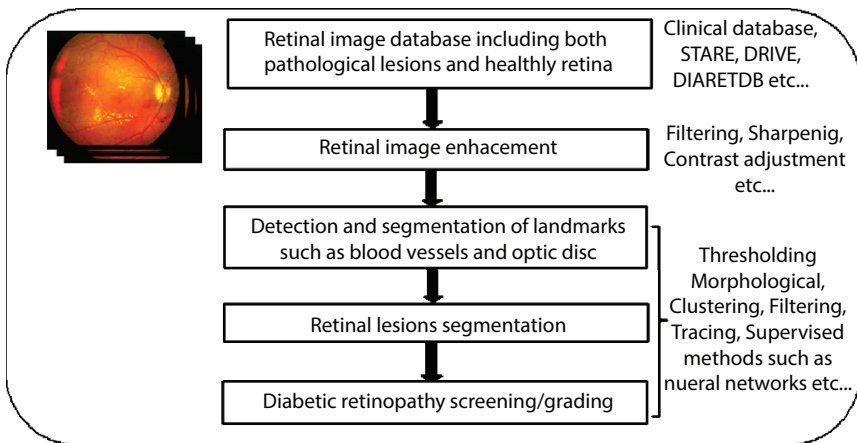 Retinal image database including both
pathological lesions and healthly retina
Clinical database,
STARE, DRIVE,
DIARETDB etc...
Retinal image enhacement
Filtering, Sharpenig,
Contrast adjustment
etc...
Detection and segmentation of landmarks
such as blood vessels and optic disc
Retinal lesions segmentation
Diabetic retinopathy screening/grading
Thresholding
Morphological,
Clustering, Filtering,
Tracing, Supervised
methods such as
nueral networks etc...